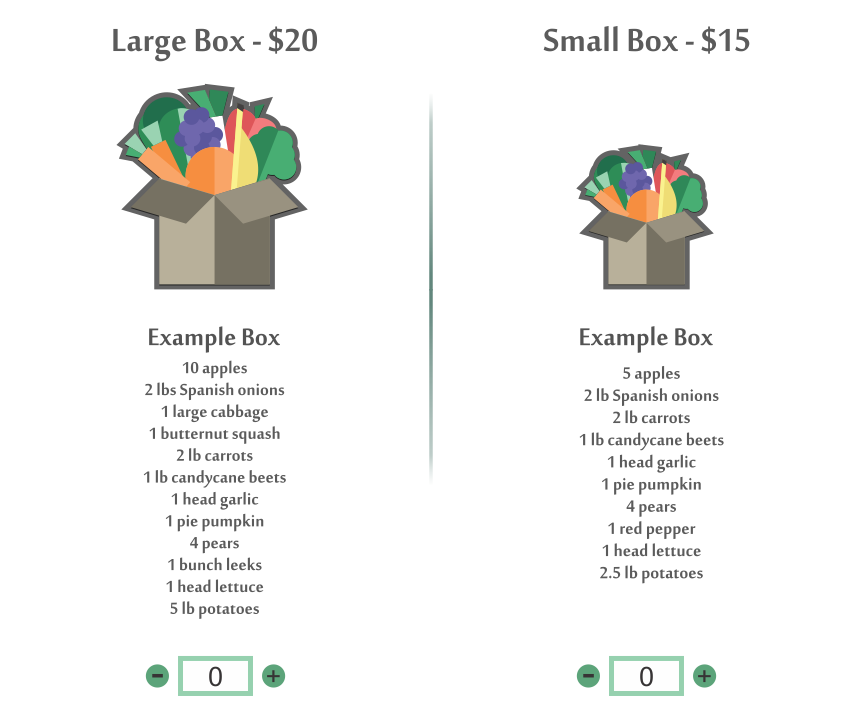 Large Box - $20
Example Box
10 apples
2 lbs Spanish onions
1 large cabbage
1 butternut squash
2 lb carrots
1 lb candycane beets
1 head garlic
1 pie pumpkin
4 pears
1 bunch leeks
1 head lettuce
5 lb potatoes
0
Small Box - $15
Example Box
5 apples
2 lb Spanish onions
2 lb carrots
1 lb candycane beets
1 head garlic
1 pie pumpkin
4 pears
1 red pepper
1 head lettuce
2.5 lb potatoes
0